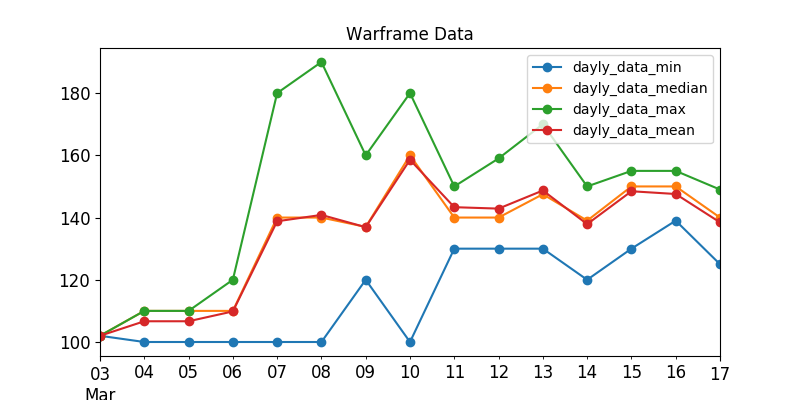 Warframe Data
dayly_data_min
dayly_data_median
dayly_data_max
dayly_data_mean
180
160
140
120
100
03 04 05 06 07 08 09 10 11 12 13 14 15 16 17
Mar